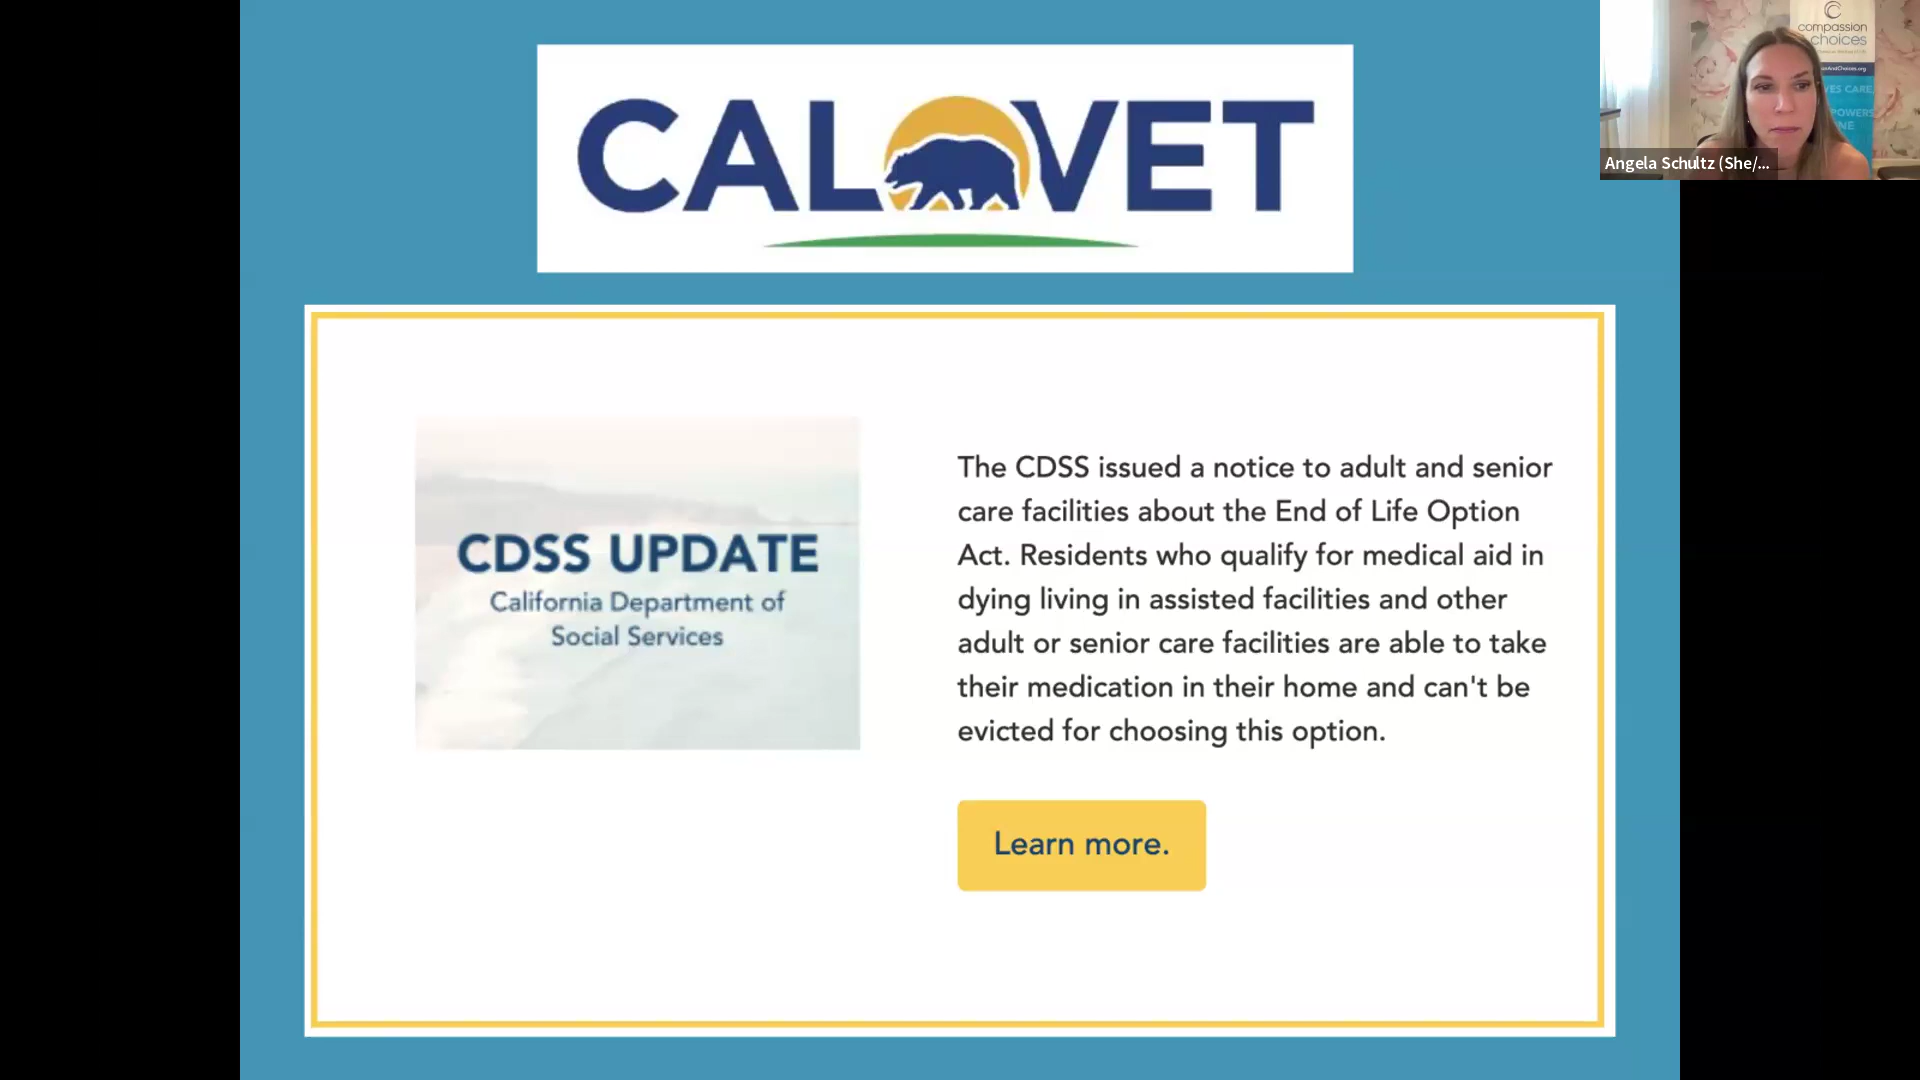 CALVET
CDSS UPDATE
California Department of
Social Services
The CDSS issued a notice to adult and senior
care facilities about the End of Life Option
Act. Residents who qualify for medical aid in
dying living in assisted facilities and other
adult or senior care facilities are able to take
their medication in their home and can't be
evicted for choosing this option.
Learn more.
compassion
choices
Angela Schultz (She/...